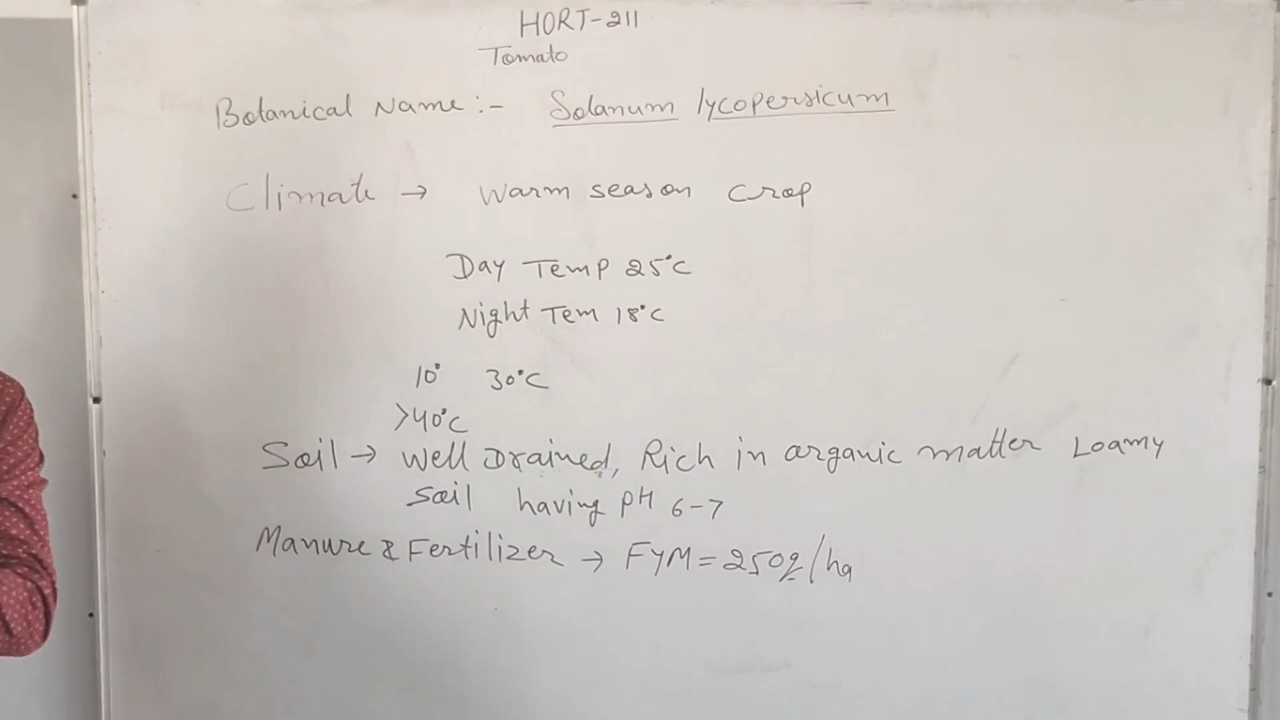 HORT-211
Tomato
Botanical Name :- Solanum lycopersicum
Climate → Warm season crop
Day Temp 25°C
Night Tem 18°C
10° 30°C
>40°C
Soil → Well Drained, Rich in organic matter Loamy
Soil having pH 6-7
Manure & Fertilizer → FYM = 250q/ha